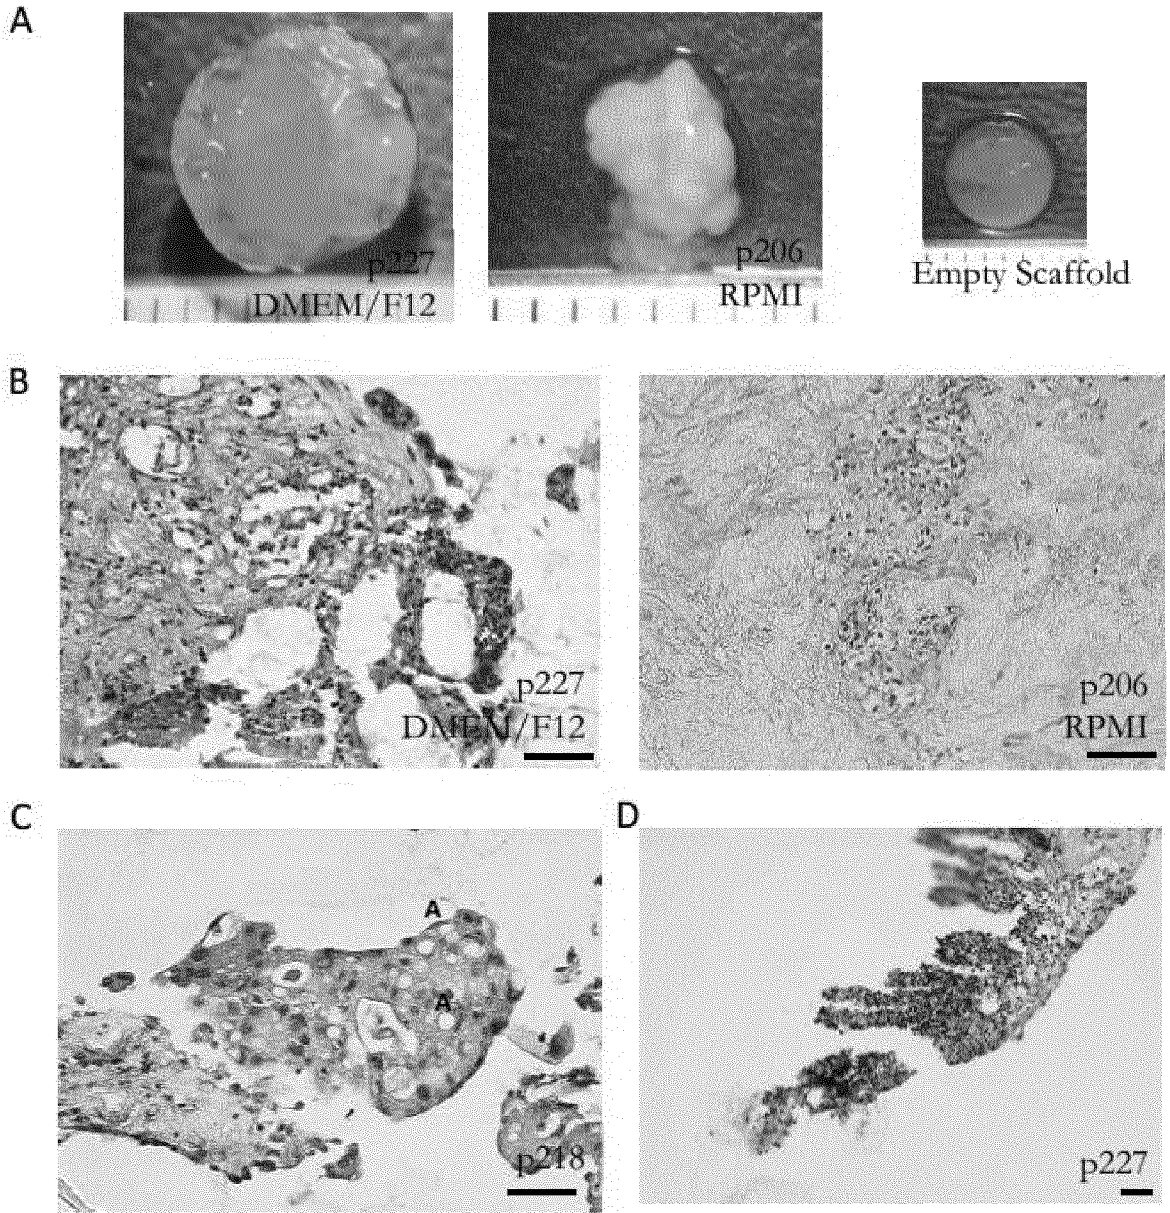 A
p227
DMEM/F12
p206
RPMI
Empty Scaffold
B
p227
DMEM/F12
p206
RPMI
C
D
A
A
p218
p227